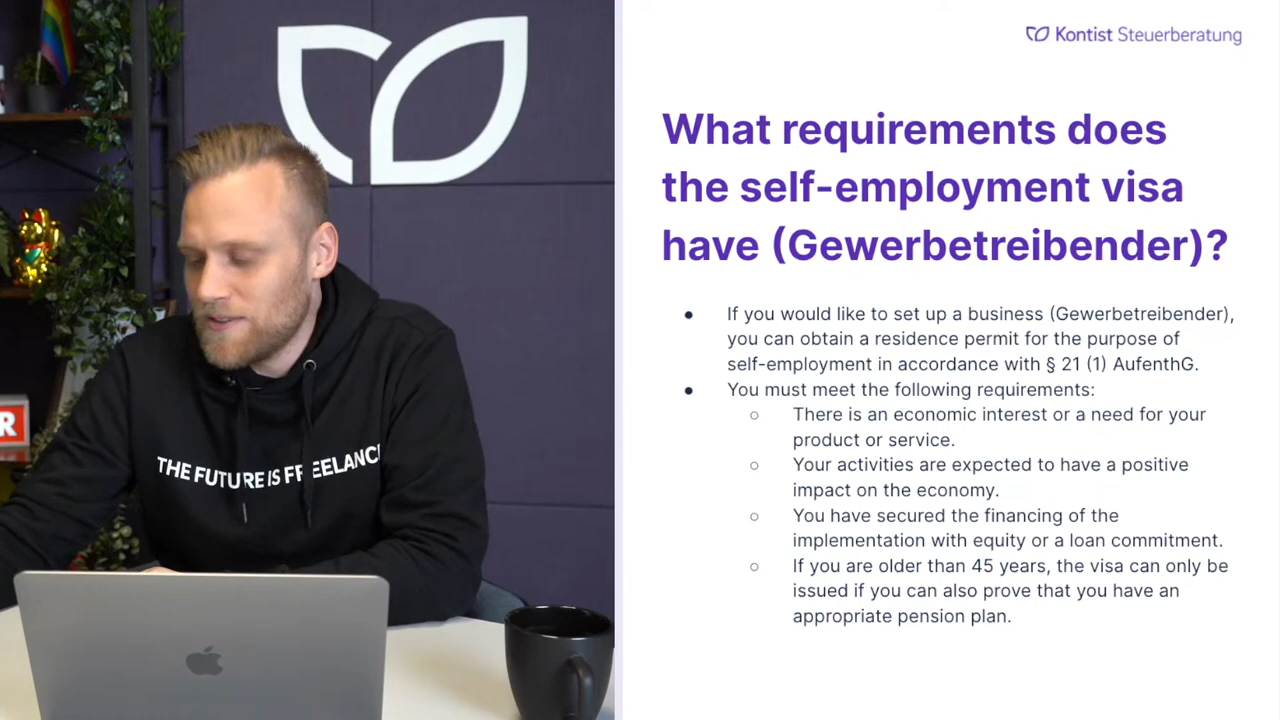 Kontist Steuerberatung
What requirements does
the self-employment visa
have (Gewerbetreibender)?
● If you would like to set up a business (Gewerbetreibender),
you can obtain a residence permit for the purpose of
self-employment in accordance with § 21 (1) AufenthG.
● You must meet the following requirements:
○ There is an economic interest or a need for your
product or service.
○ Your activities are expected to have a positive
impact on the economy.
○ You have secured the financing of the
implementation with equity or a loan commitment.
○ If you are older than 45 years, the visa can only be
issued if you can also prove that you have an
appropriate pension plan.
THE FUTURE IS FREELANCE
R